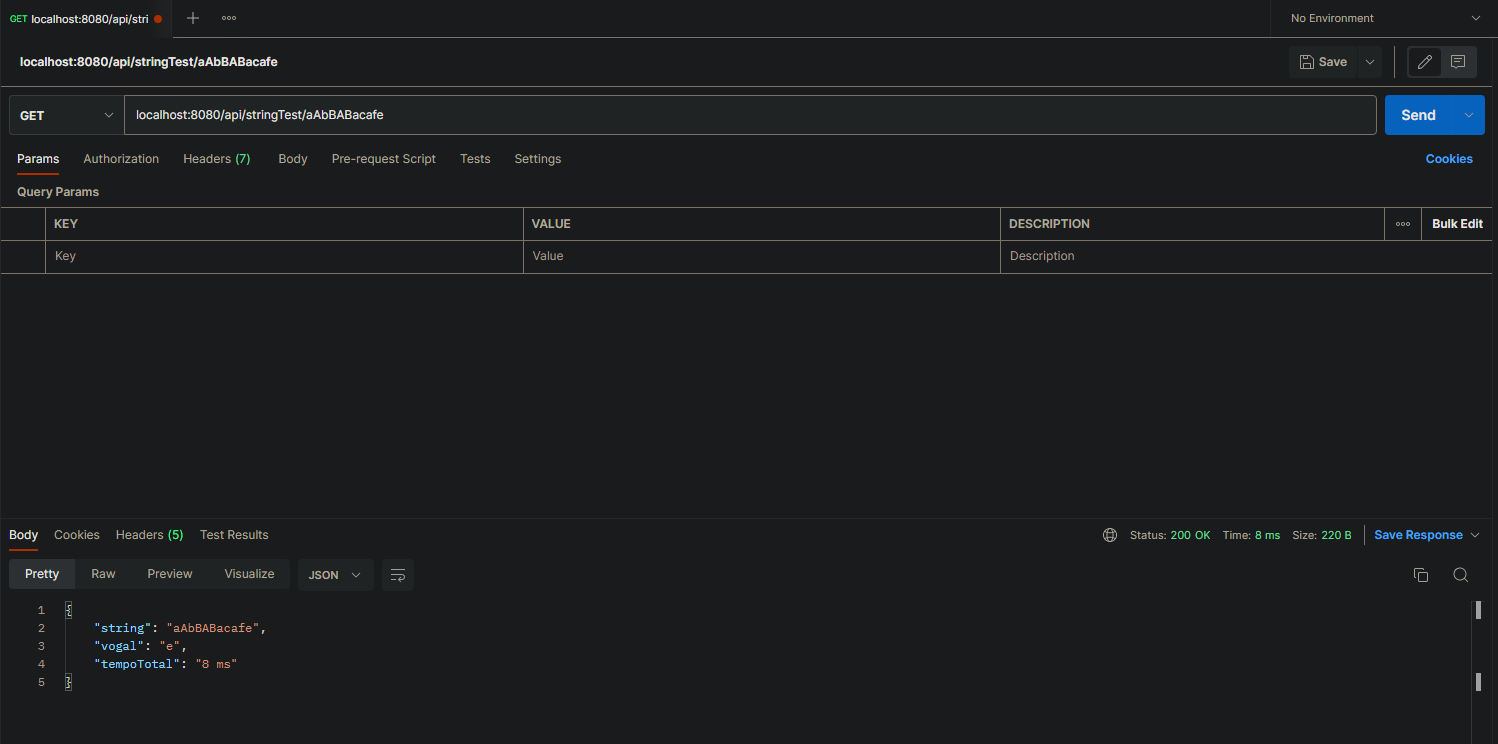 GET localhost:8080/api/stri
No Environment
localhost:8080/api/stringTest/aAbBABacafe
Save
GET localhost:8080/api/stringTest/aAbBABacafe Send
Params Authorization Headers (7) Body Pre-request Script Tests Settings Cookies
Query Params
KEY VALUE DESCRIPTION Bulk Edit
Key Value Description
Body Cookies Headers (5) Test Results Status: 200 OK Time: 8 ms Size: 220 B Save Response
Pretty Raw Preview Visualize JSON
1 {
2 "string": "aAbBABacafe",
3 "vogal": "e",
4 "tempoTotal": "8 ms"
5 }